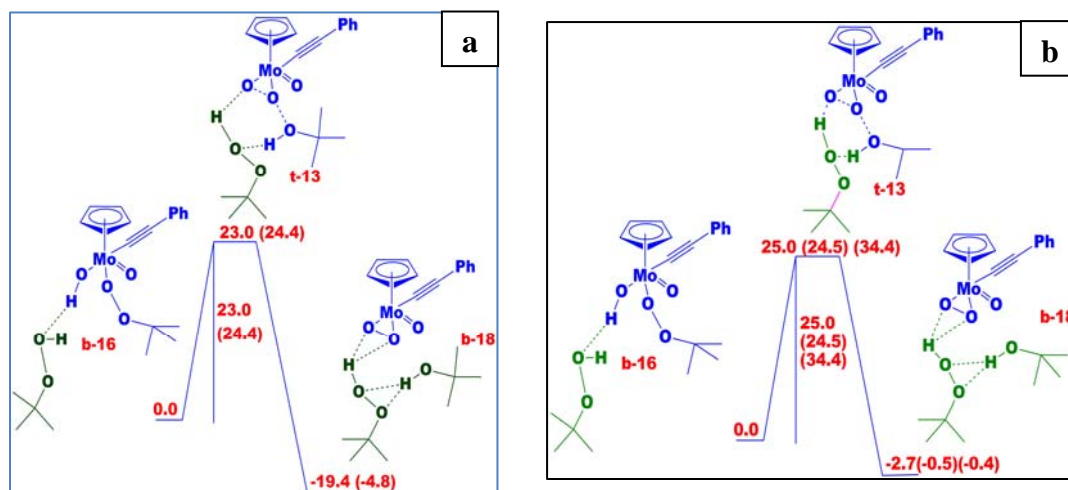 a
Ph
Mo
O
O
O
H
O
H
O
O
t-13
23.0 (24.4)
Ph
Mo
O
O
O
H
O
O
H
b-16
O
23.0
(24.4)
0.0
Ph
Mo
O
O
O
b-18
H
H
O
O
O
-19.4 (-4.8)
b
Ph
Mo
O
O
O
H
O
H
O
O
t-13
25.0 (24.5) (34.4)
Ph
Mo
O
O
O
H
O
O
H
b-16
O
25.0
(24.5)
(34.4)
0.0
Ph
Mo
O
O
O
b-18
H
H
O
O
O
-2.7(-0.5)(-0.4)